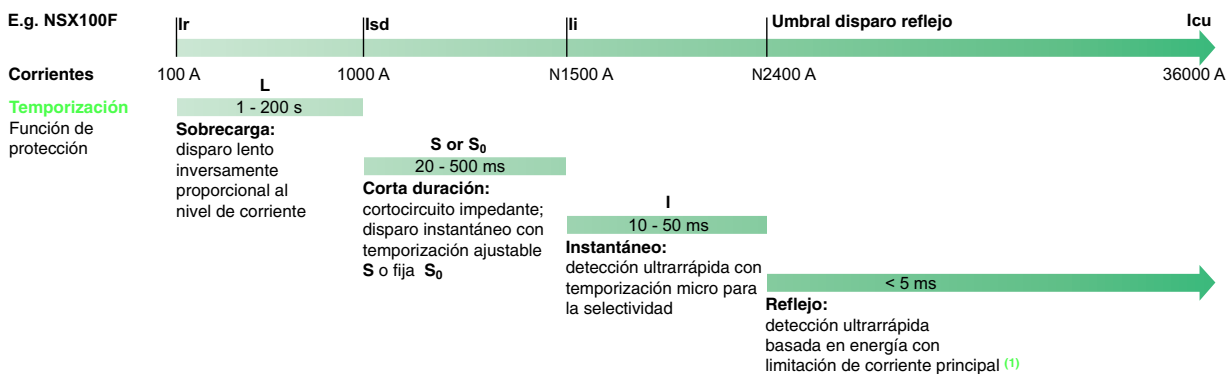 E.g. NSX100F
Ir
Isd
Ii
Umbral disparo reflejo
Icu
Corrientes
100 A
1000 A
N1500 A
N2400 A
36000 A
Temporización
Función de
protección
L
1 - 200 s
Sobrecarga:
disparo lento
inversamente
proporcional al
nivel de corriente
S or S₀
20 - 500 ms
Corta duración:
cortocircuito impedante;
disparo instantáneo con
temporización ajustable
S o fija S₀
I
10 - 50 ms
Instantáneo:
detección ultrarrápida con
temporización micro para
la selectividad
< 5 ms
Reflejo:
detección ultrarrápida
basada en energía con
limitación de corriente principal (1)